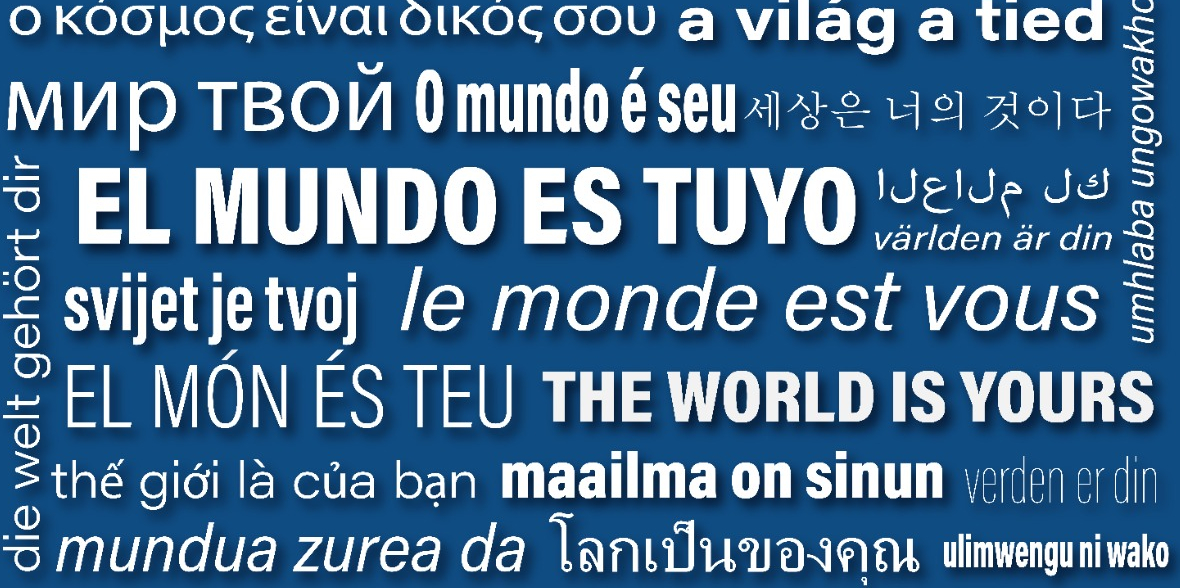 ο κόσμος είναι δικός σου
a világ a tied
мир твой
O mundo é seu
세상은 너의 것이다
umhlaba ungowakho
die welt gehört dir
EL MUNDO ES TUYO
العالم لك
världen är din
svijet je tvoj
le monde est vous
EL MÓN ÉS TEU
THE WORLD IS YOURS
thế giới là của bạn
maailma on sinun
verden er din
mundua zurea da
โลกเป็นของคุณ
ulimwengu ni wako